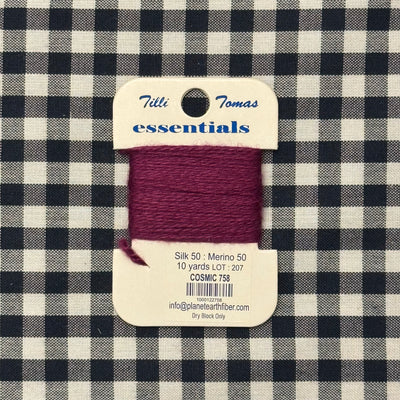 Tilli Tomas
essentials
Silk 50 : Merino 50
10 yards LOT : 207
COSMIC 758
1000122758
info@planetearthfiber.com
Dry Block Only